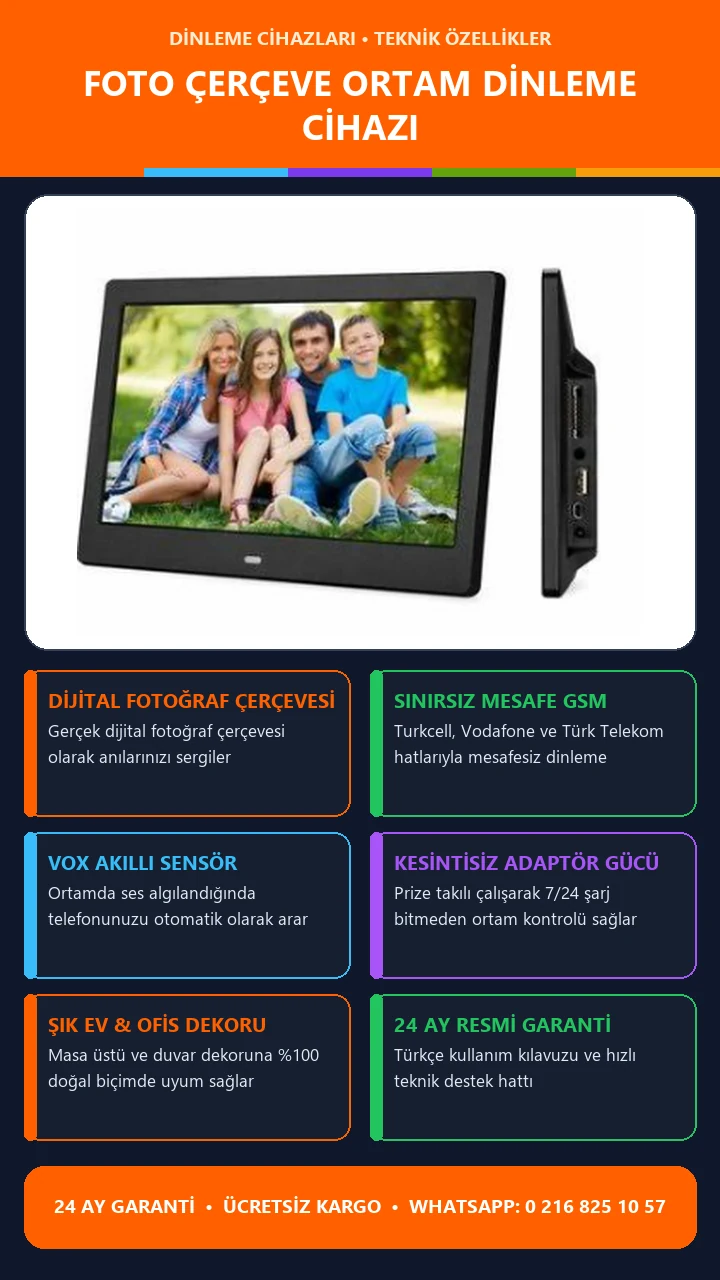 DİNLEME CİHAZLARI • TEKNİK ÖZELLİKLER
FOTO ÇERÇEVE ORTAM DİNLEME
CİHAZI
DİJİTAL FOTOĞRAF ÇERÇEVESİ
Gerçek dijital fotoğraf çerçevesi
olarak anılarınızı sergiler
SINIRSIZ MESAFE GSM
Turkcell, Vodafone ve Türk Telekom
hatlarıyla mesafesiz dinleme
VOX AKILLI SENSÖR
Ortamda ses algılandığında
telefonunuzu otomatik olarak arar
KESİNTİSİZ ADAPTÖR GÜCÜ
Prize takılı çalışarak 7/24 şarj
bitmeden ortam kontrolü sağlar
ŞIK EV & OFİS DEKORU
Masa üstü ve duvar dekoruna %100
doğal biçimde uyum sağlar
24 AY RESMİ GARANTİ
Türkçe kullanım kılavuzu ve hızlı
teknik destek hattı
24 AY GARANTİ • ÜCRETSİZ KARGO • WHATSAPP: 0 216 825 10 57